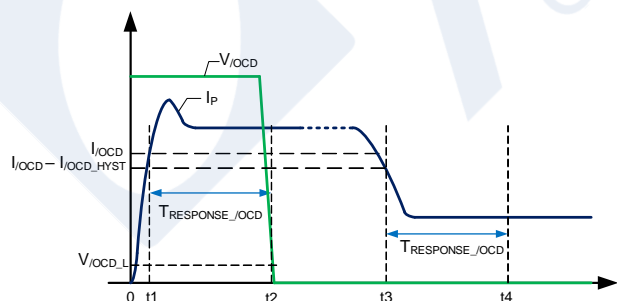 V/OCD
IP
I/OCD
I/OCD – I/OCD_HYST
TRESPONSE_/OCD
TRESPONSE_/OCD
V/OCD_L
0 t1 t2 t3 t4